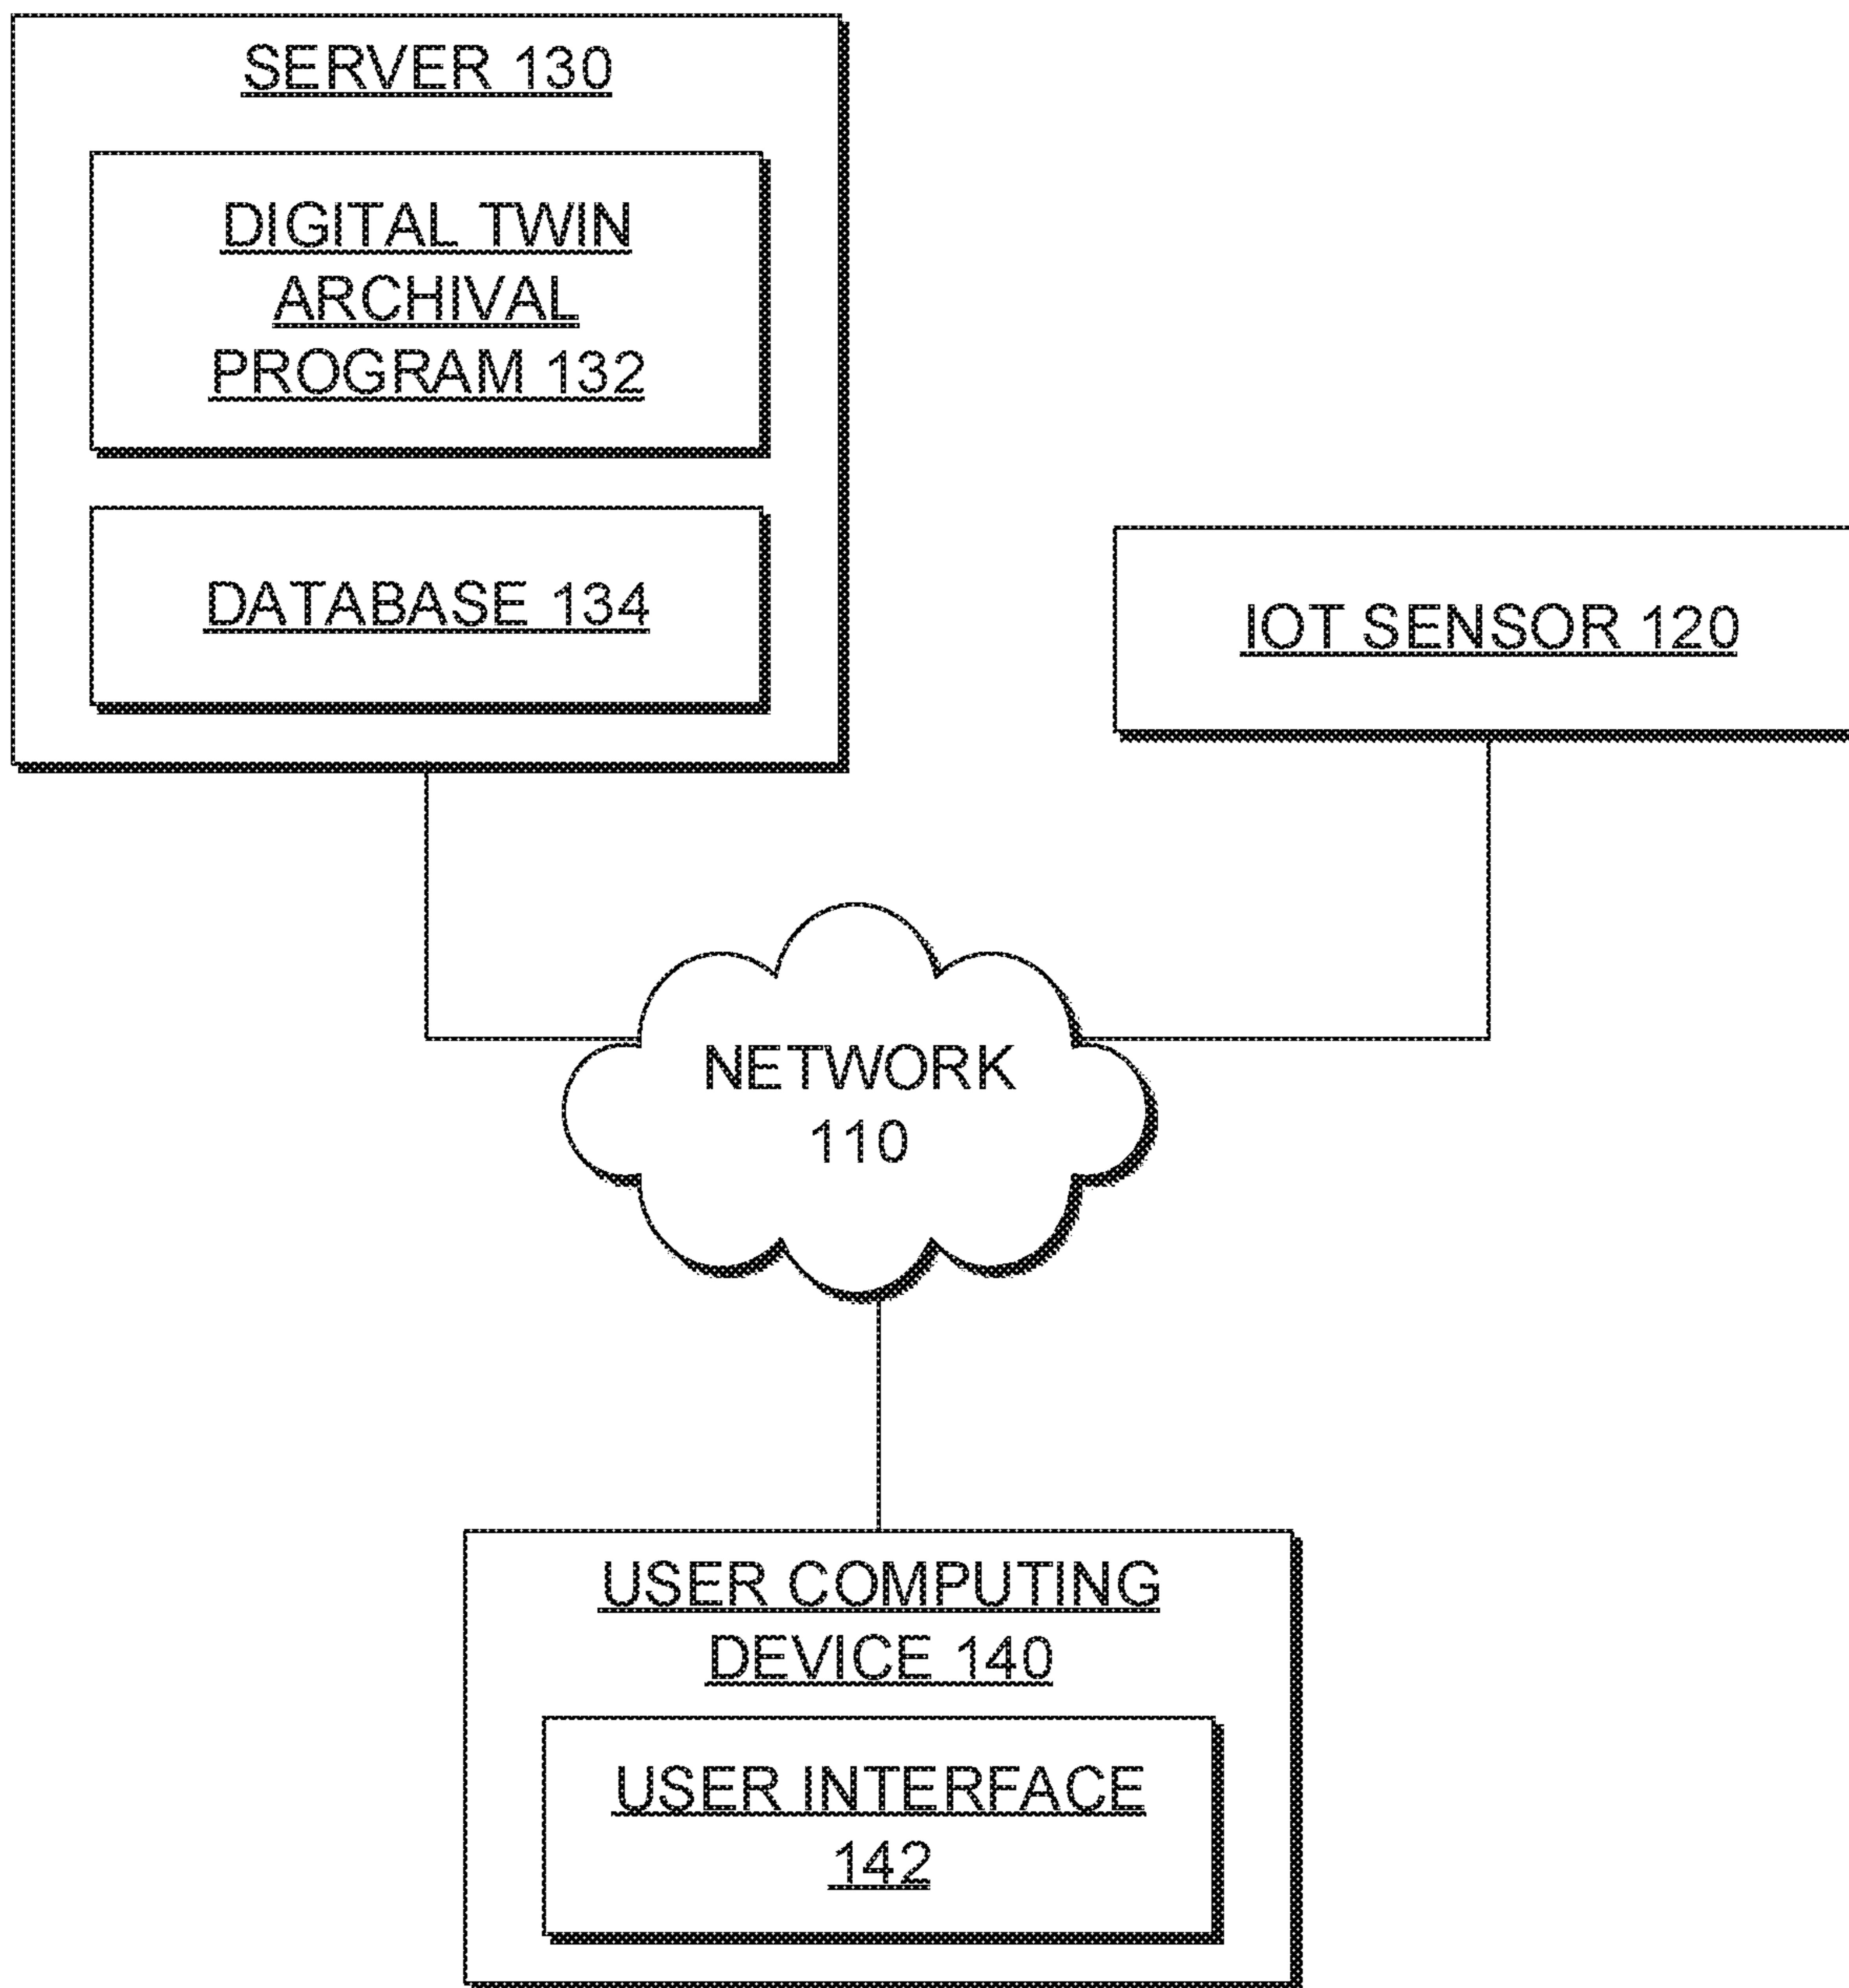 SERVER 130
DIGITAL TWIN
ARCHIVAL
PROGRAM 132
DATABASE 134
IOT SENSOR 120
NETWORK
110
USER COMPUTING
DEVICE 140
USER INTERFACE
142